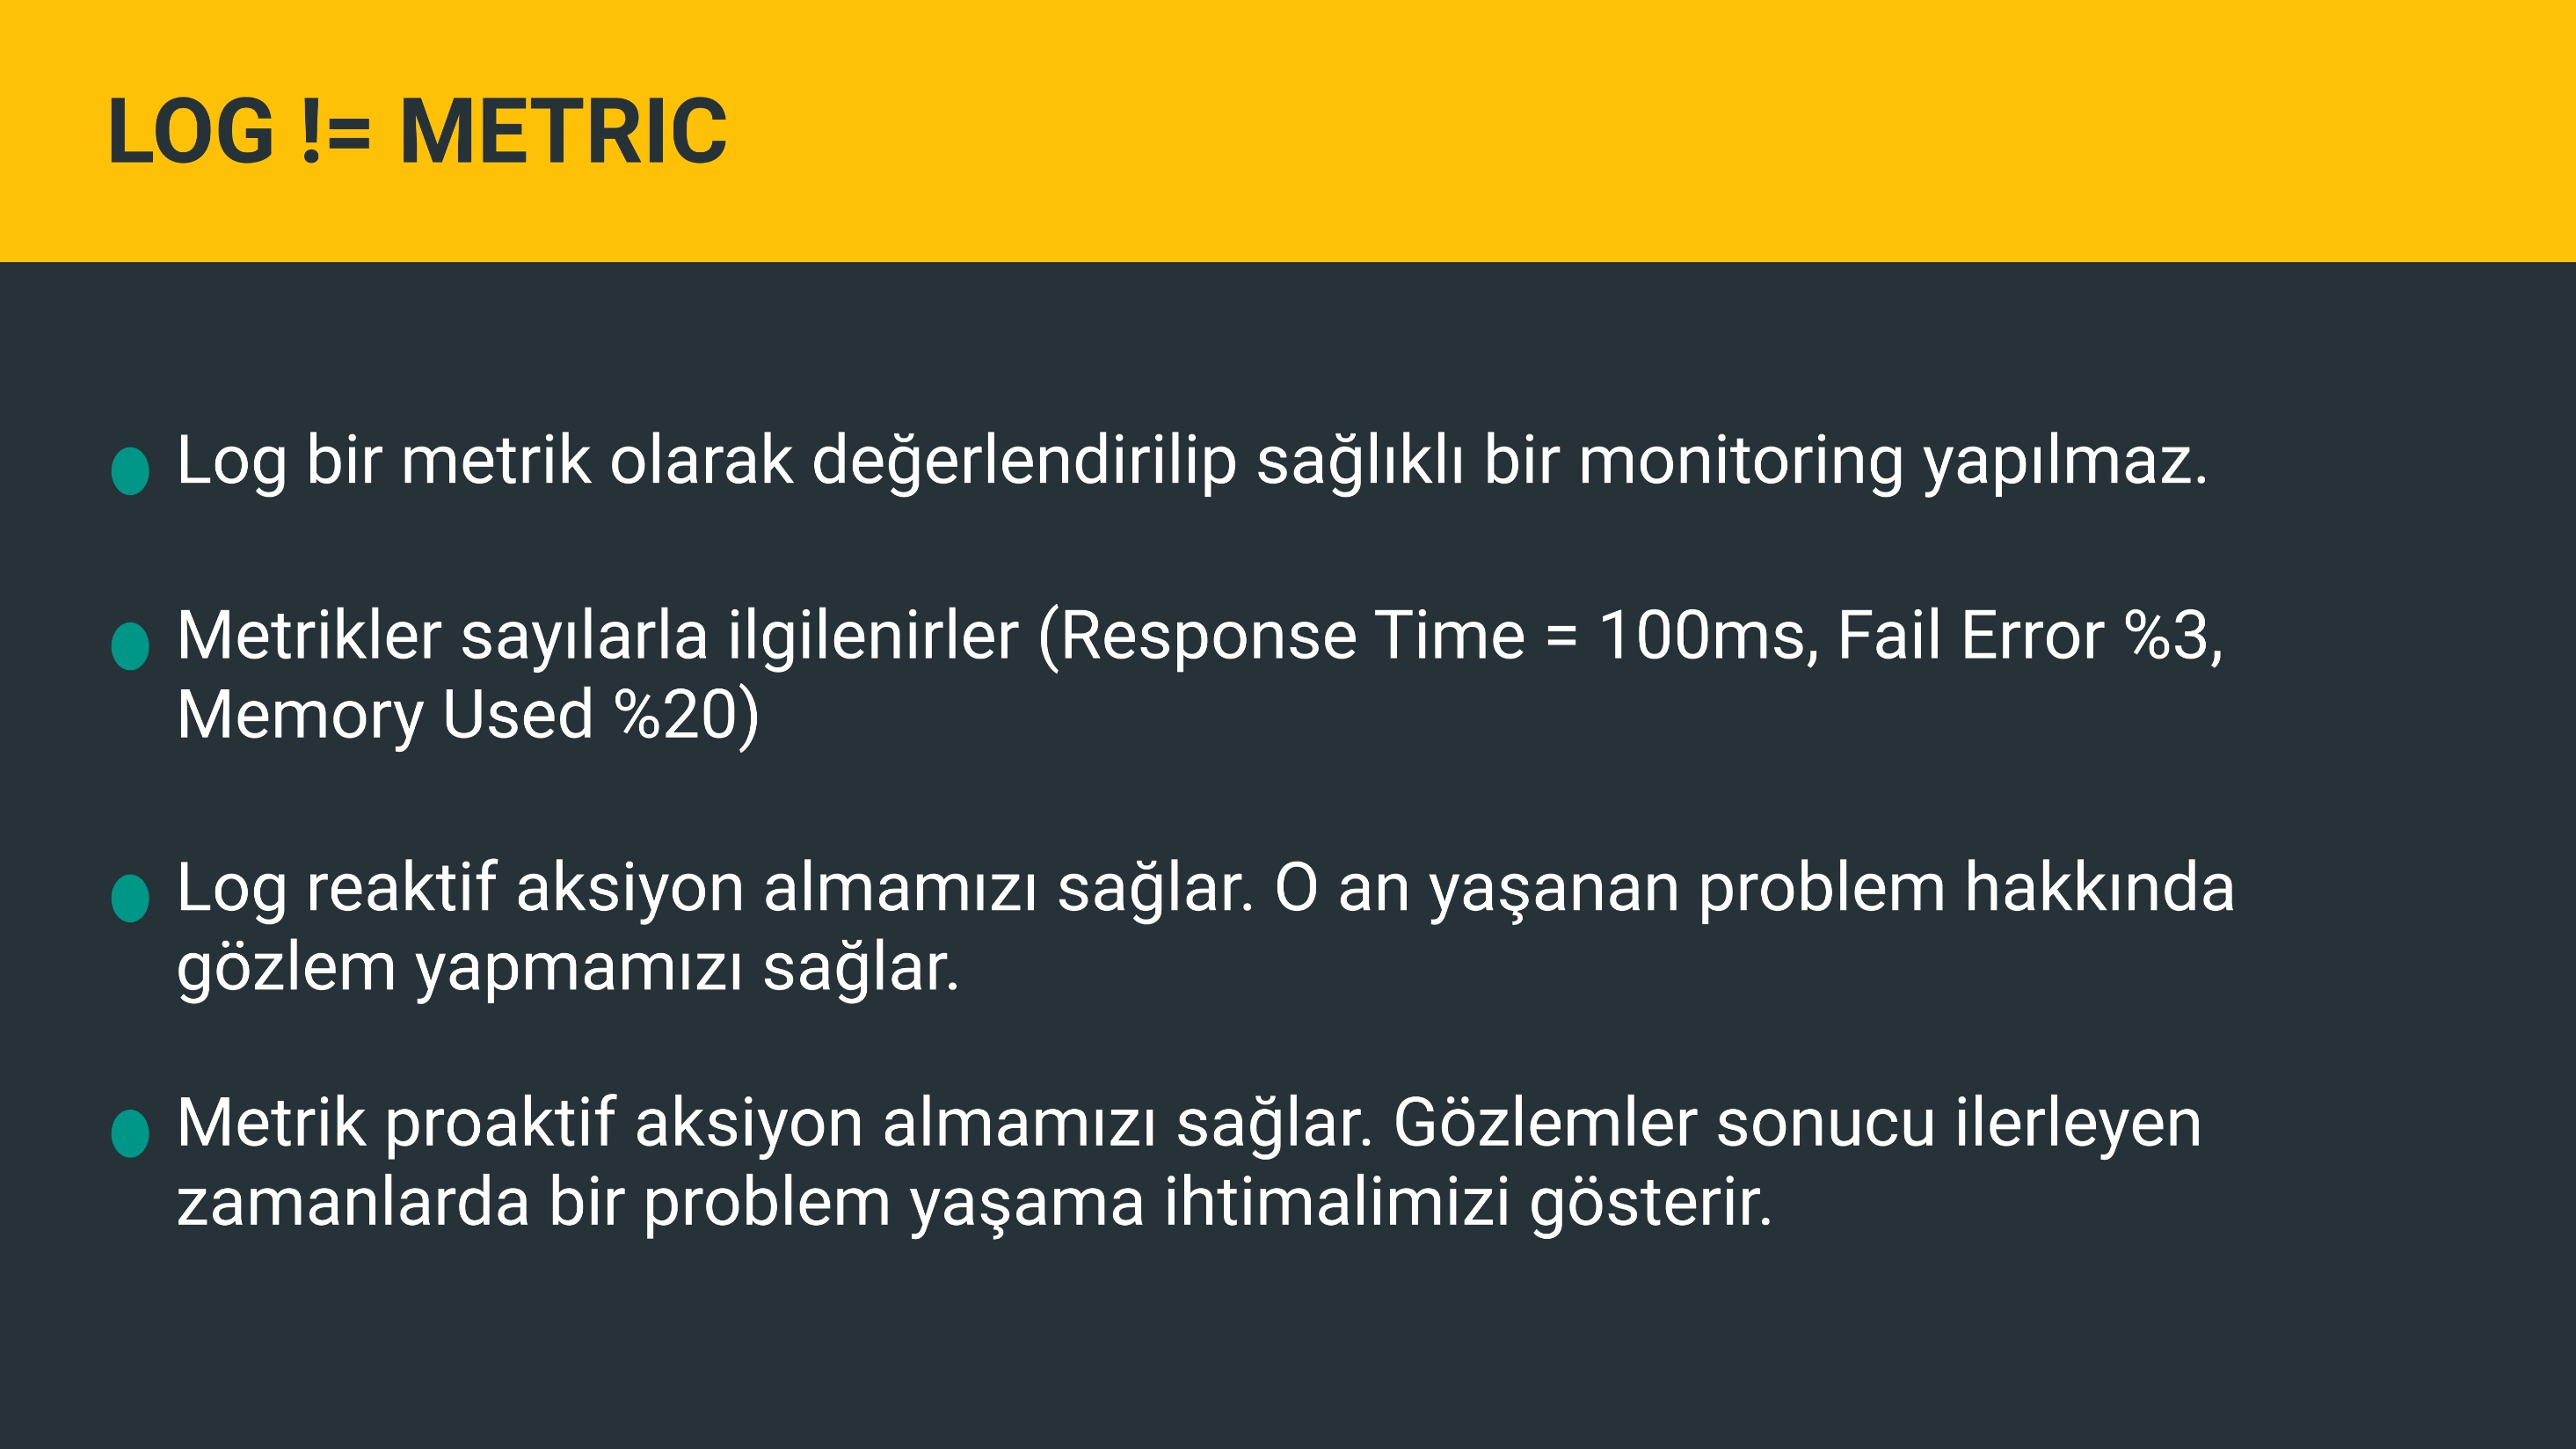 LOG != METRIC
Log bir metrik olarak değerlendirilip sağlıklı bir monitoring yapılmaz.
Metrikler sayılarla ilgilenirler (Response Time = 100ms, Fail Error %3,
Memory Used %20)
Log reaktif aksiyon almamızı sağlar. O an yaşanan problem hakkında
gözlem yapmamızı sağlar.
Metrik proaktif aksiyon almamızı sağlar. Gözlemler sonucu ilerleyen
zamanlarda bir problem yaşama ihtimalimizi gösterir.